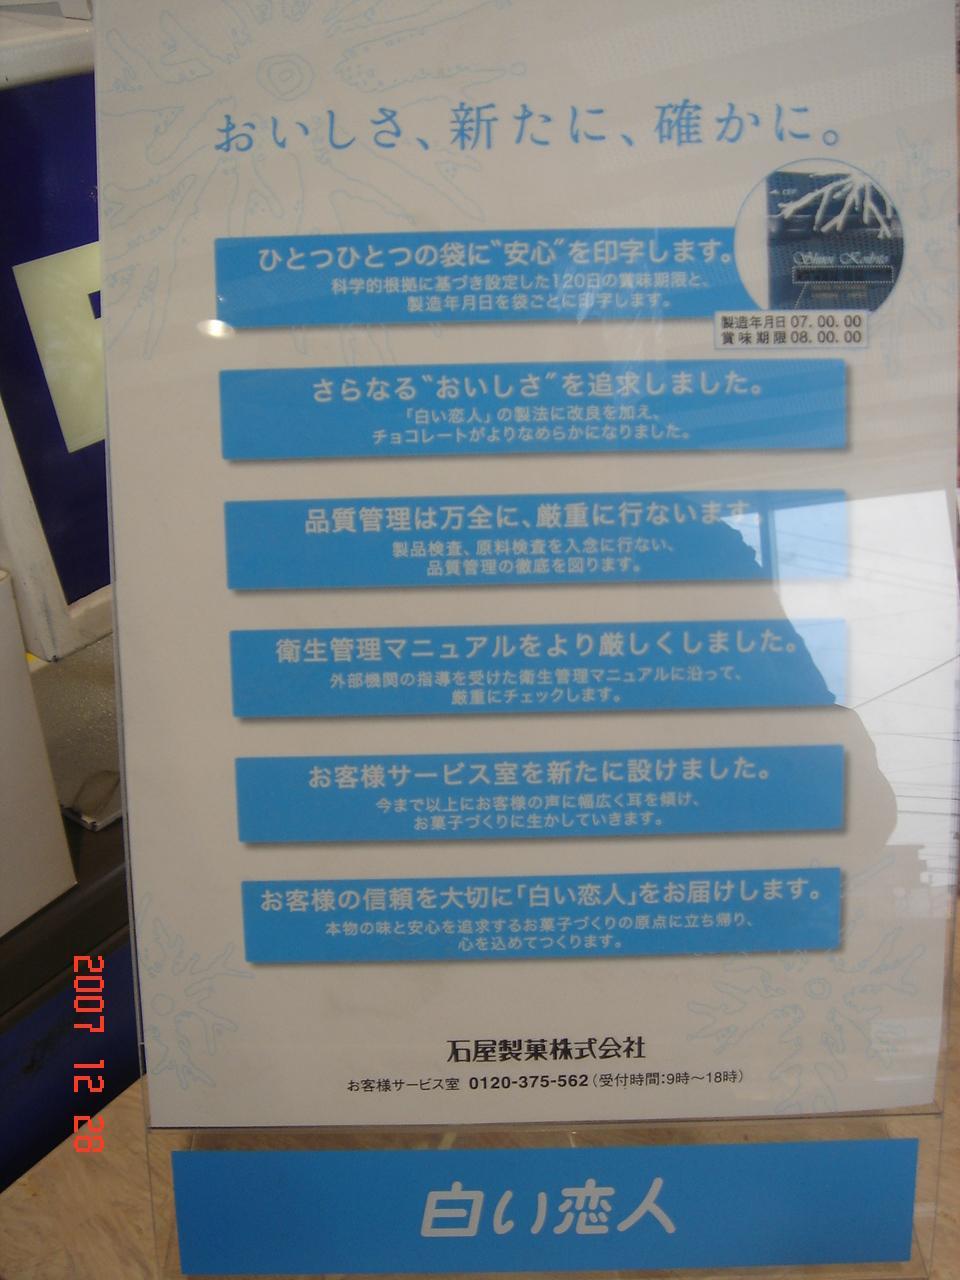 おいしさ、新たに、確かに。
ひとつひとつの袋に“安心”を印字します。
科学的根拠に基づき設定した120日の賞味期限と、
製造年月日を袋ごとに印字します。
Shiroi Koibito
製造年月日 07. 00. 00
賞味期限 08. 00. 00
さらなる“おいしさ”を追求しました。
「白い恋人」の製法に改良を加え、
チョコレートがよりなめらかになりました。
品質管理は万全に、厳重に行ないます。
製品検査、原料検査を入念に行ない、
品質管理の徹底を図ります。
衛生管理マニュアルをより厳しくしました。
外部機関の指導を受けた衛生管理マニュアルに沿って、
厳重にチェックします。
お客様サービス室を新たに設けました。
今まで以上にお客様の声に幅広く耳を傾け、
お菓子づくりに生かしていきます。
お客様の信頼を大切に「白い恋人」をお届けします。
本物の味と安心を追求するお菓子づくりの原点に立ち帰り、
心を込めてつくります。
石屋製菓株式会社
お客様サービス室 0120-375-562（受付時間：9時～18時）
白い恋人
2007 12 28